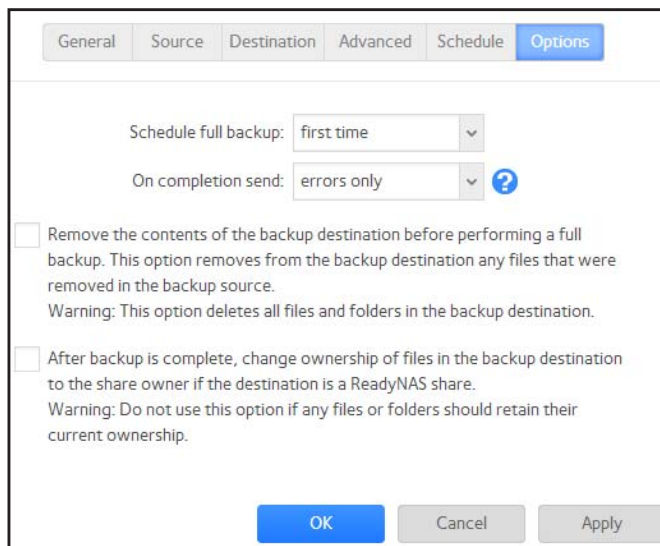 General Source Destination Advanced Schedule Options
Schedule full backup: first time
On completion send: errors only ?
Remove the contents of the backup destination before performing a full
backup. This option removes from the backup destination any files that were
removed in the backup source.
Warning: This option deletes all files and folders in the backup destination.
After backup is complete, change ownership of files in the backup destination
to the share owner if the destination is a ReadyNAS share.
Warning: Do not use this option if any files or folders should retain their
current ownership.
OK Cancel Apply